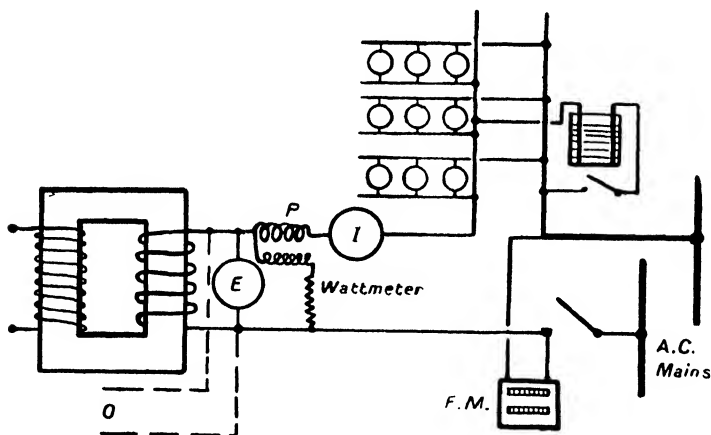 P
I
E
Wattmeter
A.C.
Mains
F.M.
O